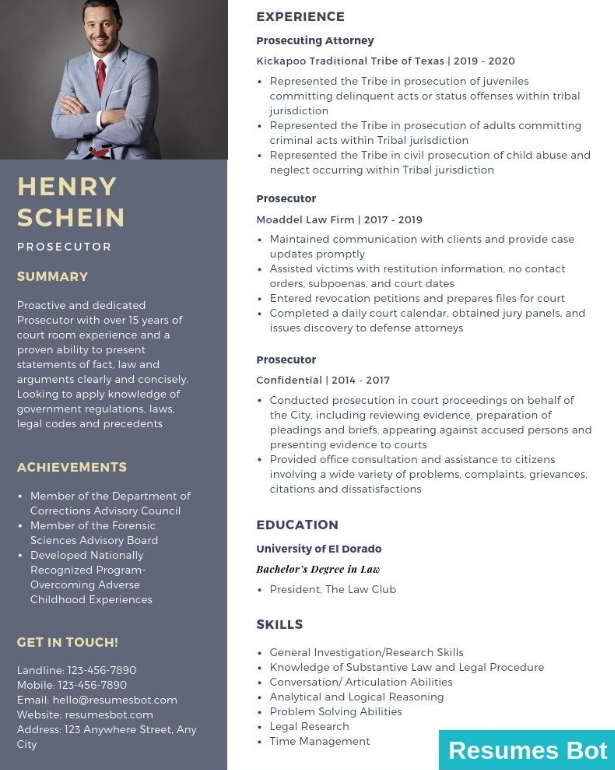 HENRY
SCHEIN
PROSECUTOR
SUMMARY
Proactive and dedicated
Prosecutor with over 15 years of
court room experience and a
proven ability to present
statements of fact, law and
arguments clearly and concisely.
Looking to apply knowledge of
government regulations, laws,
legal codes and precedents
ACHIEVEMENTS
• Member of the Department of
Corrections Advisory Council
• Member of the Forensic
Sciences Advisory Board
• Developed Nationally
Recognized Program-
Overcoming Adverse
Childhood Experiences
GET IN TOUCH!
Landline: 123-456-7890
Mobile: 123-456-7890
Email: hello@resumesbot.com
Website: resumesbot.com
Address: 123 Anywhere Street, Any
City
EXPERIENCE
Prosecuting Attorney
Kickapoo Traditional Tribe of Texas | 2019 - 2020
• Represented the Tribe in prosecution of juveniles
committing delinquent acts or status offenses within tribal
jurisdiction
• Represented the Tribe in prosecution of adults committing
criminal acts within Tribal jurisdiction
• Represented the Tribe in civil prosecution of child abuse and
neglect occurring within Tribal jurisdiction
Prosecutor
Moaddel Law Firm | 2017 - 2019
• Maintained communication with clients and provide case
updates promptly
• Assisted victims with restitution information, no contact
orders, subpoenas, and court dates
• Entered revocation petitions and prepares files for court
• Completed a daily court calendar, obtained jury panels, and
issues discovery to defense attorneys
Prosecutor
Confidential | 2014 - 2017
• Conducted prosecution in court proceedings on behalf of
the City, including reviewing evidence, preparation of
pleadings and briefs, appearing against accused persons and
presenting evidence to courts
• Provided office consultation and assistance to citizens
involving a wide variety of problems, complaints, grievances,
citations and dissatisfactions
EDUCATION
University of El Dorado
Bachelor's Degree in Law
• President, The Law Club
SKILLS
• General Investigation/Research Skills
• Knowledge of Substantive Law and Legal Procedure
• Conversation/ Articulation Abilities
• Analytical and Logical Reasoning
• Problem Solving Abilities
• Legal Research
• Time Management
Resumes Bot